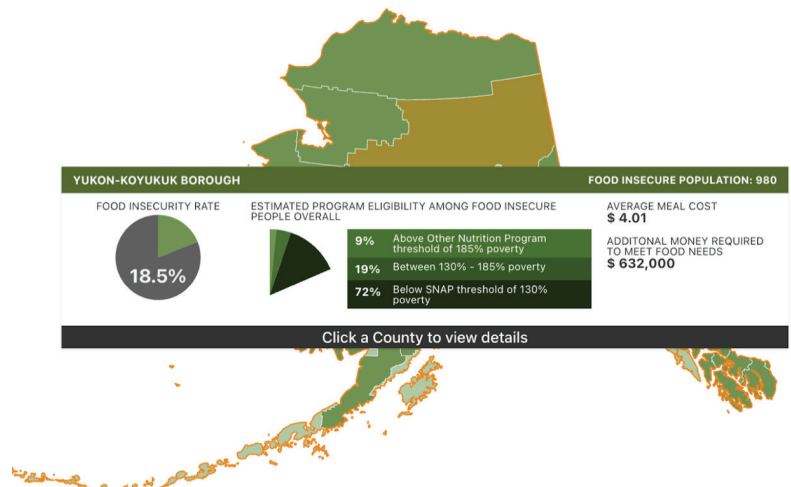 YUKON-KOYUKUK BOROUGH
FOOD INSECURE POPULATION: 980
FOOD INSECURITY RATE
18.5%
ESTIMATED PROGRAM ELIGIBILITY AMONG FOOD INSECURE
PEOPLE OVERALL
9% Above Other Nutrition Program
threshold of 185% poverty
19% Between 130% - 185% poverty
72% Below SNAP threshold of 130%
poverty
AVERAGE MEAL COST
$ 4.01
ADDITONAL MONEY REQUIRED
TO MEET FOOD NEEDS
$ 632,000
Click a County to view details